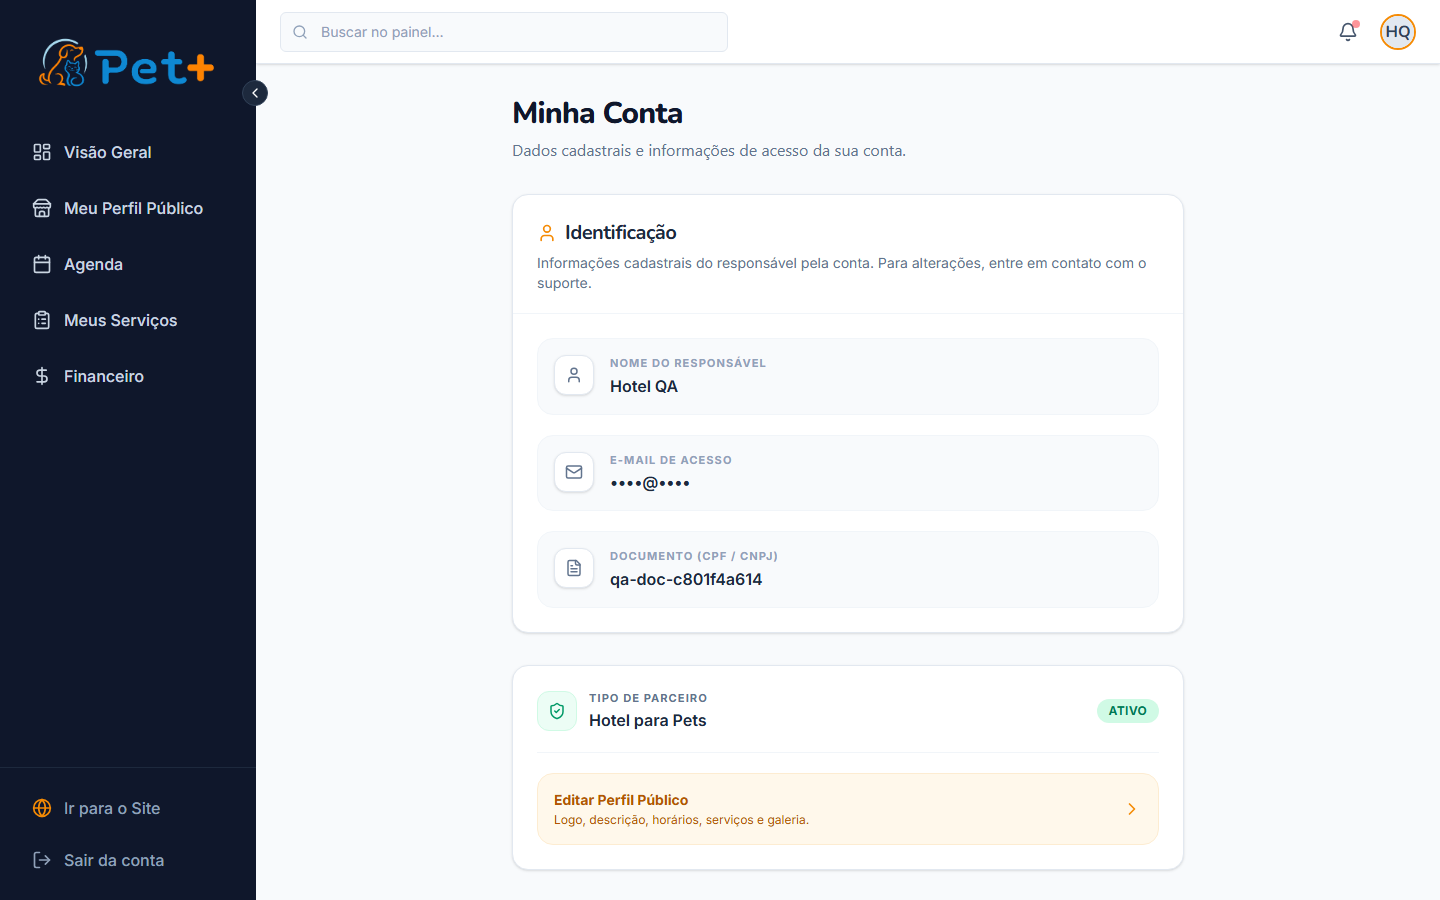 Pet+
Buscar no painel...
HQ
Visão Geral
Meu Perfil Público
Agenda
Meus Serviços
Financeiro
Ir para o Site
Sair da conta
Minha Conta
Dados cadastrais e informações de acesso da sua conta.
Identificação
Informações cadastrais do responsável pela conta. Para alterações, entre em contato com o
suporte.
NOME DO RESPONSÁVEL
Hotel QA
E-MAIL DE ACESSO
••••@••••
DOCUMENTO (CPF / CNPJ)
qa-doc-c801f4a614
TIPO DE PARCEIRO
Hotel para Pets
ATIVO
Editar Perfil Público
Logo, descrição, horários, serviços e galeria.